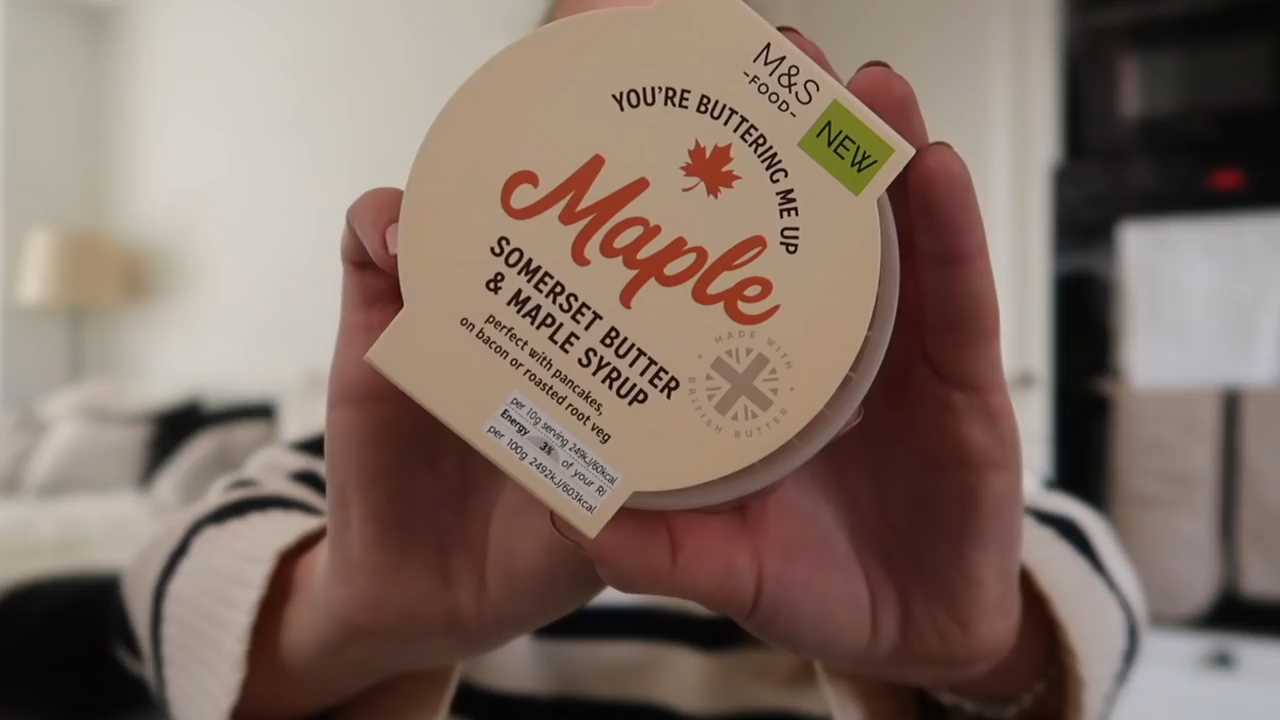 M&S
-FOOD-
NEW
YOU'RE BUTTERING ME UP
Maple
SOMERSET BUTTER
& MAPLE SYRUP
perfect with pancakes,
on bacon or roasted root veg
MADE WITH
BRITISH BUTTER
per 10g serving 249kJ/60kcal
Energy 3% of your RI
per 100g 2492kJ/603kcal